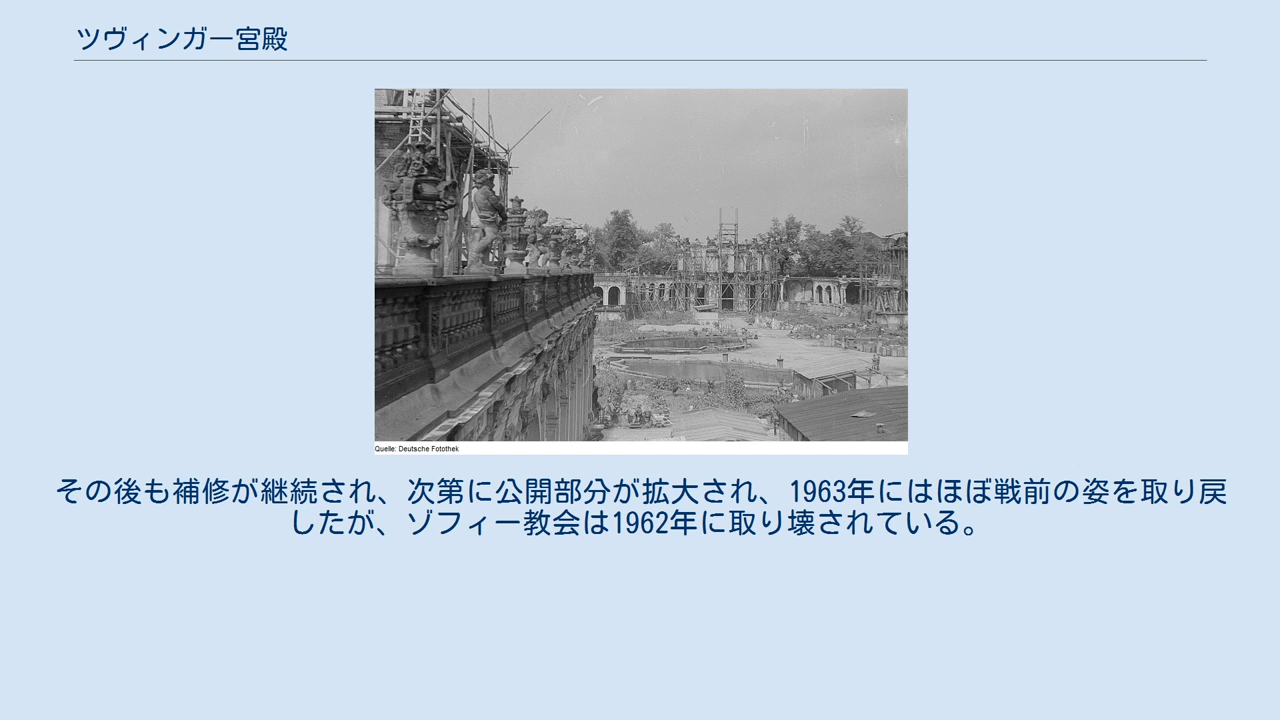 ツヴィンガー宮殿
Quelle: Deutsche Fotothek
その後も補修が継続され、次第に公開部分が拡大され、1963年にはほぼ戦前の姿を取り戻
したが、ゾフィー教会は1962年に取り壊されている。